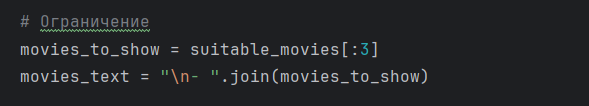 # Ограничение
movies_to_show = suitable_movies[:3]
movies_text = "\n- ".join(movies_to_show)